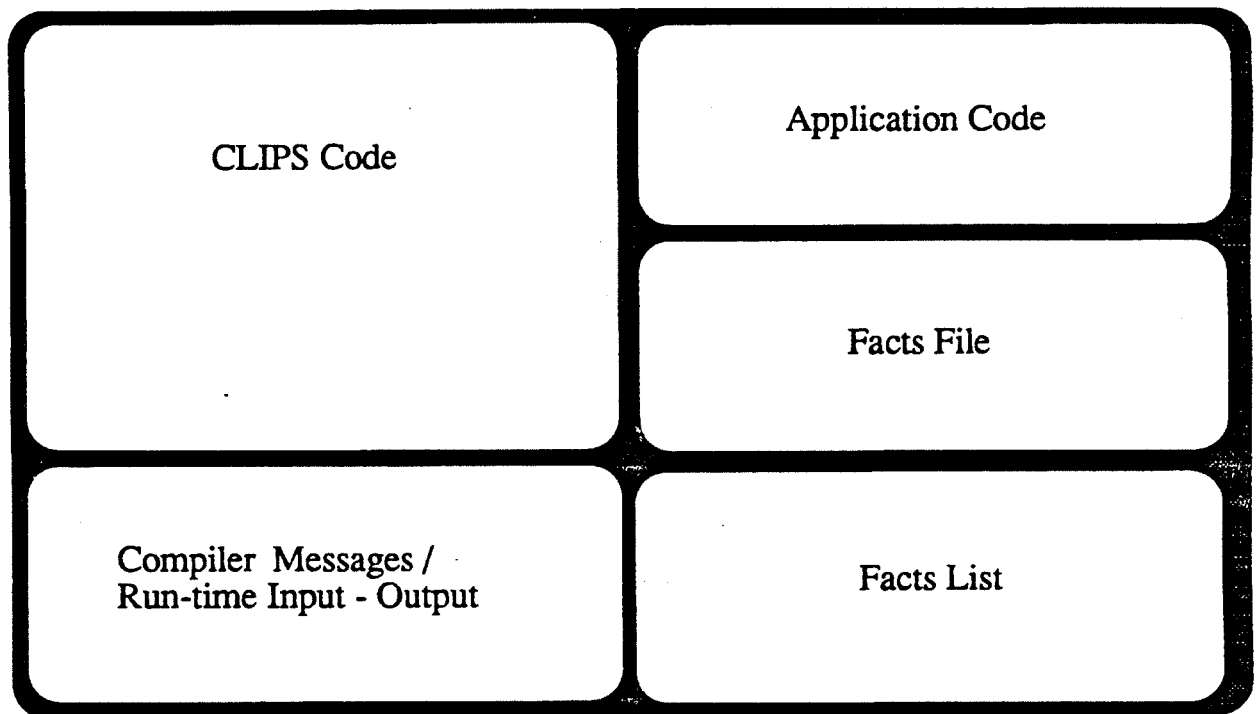 CLIPS Code
Application Code
Facts File
Compiler Messages /
Run-time Input - Output
Facts List